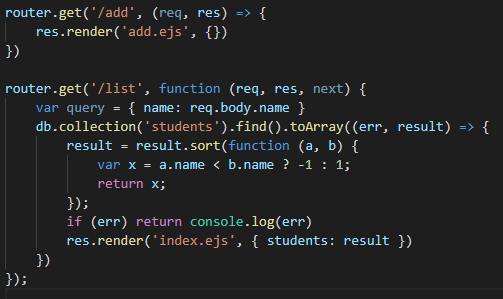 router.get('/add', (req, res) => {
    res.render('add.ejs', {})
})

router.get('/list', function (req, res, next) {
    var query = { name: req.body.name }
    db.collection('students').find().toArray((err, result) => {
        result = result.sort(function (a, b) {
            var x = a.name < b.name ? -1 : 1;
            return x;
        });
        if (err) return console.log(err)
        res.render('index.ejs', { students: result })
    })
});